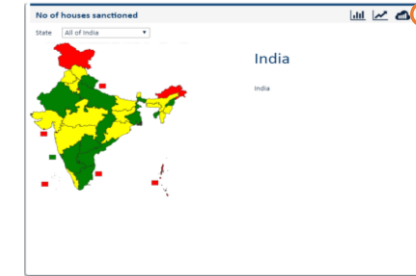 No of houses sanctioned
State All of India
India
India